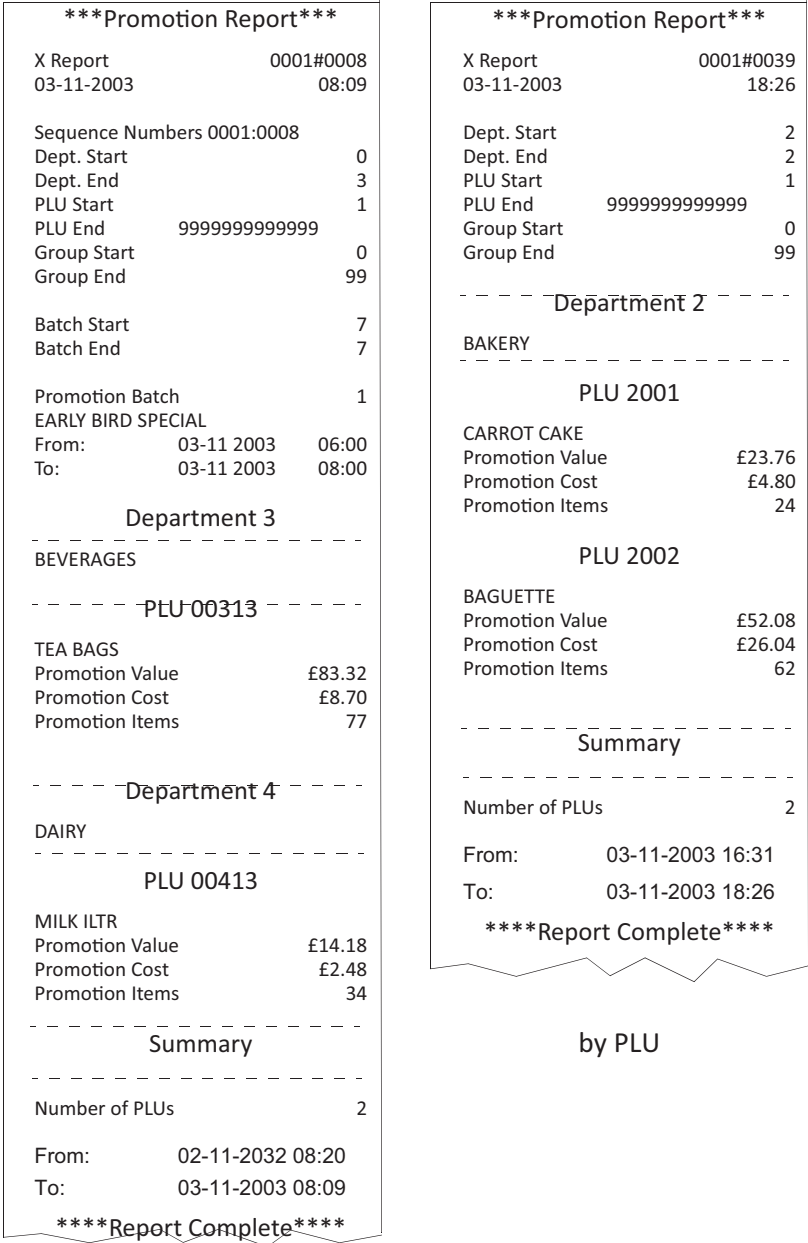 ***Promotion Report***
X Report 0001#0008
03-11-2003 08:09
Sequence Numbers 0001:0008
Dept. Start 0
Dept. End 3
PLU Start 1
PLU End 9999999999999
Group Start 0
Group End 99
Batch Start 7
Batch End 7
Promotion Batch 1
EARLY BIRD SPECIAL
From: 03-11 2003 06:00
To: 03-11 2003 08:00
Department 3
BEVERAGES
PLU 00313
TEA BAGS
Promotion Value £83.32
Promotion Cost £8.70
Promotion Items 77
Department 4
DAIRY
PLU 00413
MILK ILTR
Promotion Value £14.18
Promotion Cost £2.48
Promotion Items 34
Summary
Number of PLUs 2
From: 02-11-2032 08:20
To: 03-11-2003 08:09
****Report Complete****
***Promotion Report***
X Report 0001#0039
03-11-2003 18:26
Dept. Start 2
Dept. End 2
PLU Start 1
PLU End 9999999999999
Group Start 0
Group End 99
Department 2
BAKERY
PLU 2001
CARROT CAKE
Promotion Value £23.76
Promotion Cost £4.80
Promotion Items 24
PLU 2002
BAGUETTE
Promotion Value £52.08
Promotion Cost £26.04
Promotion Items 62
Summary
Number of PLUs 2
From: 03-11-2003 16:31
To: 03-11-2003 18:26
****Report Complete****
by PLU